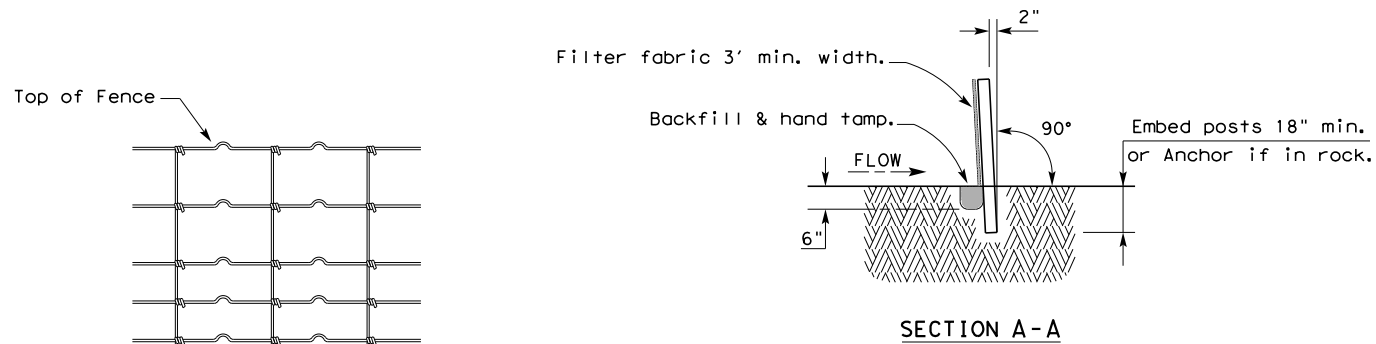 Top of Fence
2"
Filter fabric 3' min. width.
Backfill & hand tamp.
90°
Embed posts 18" min.
or Anchor if in rock.
FLOW
6"
SECTION A-A